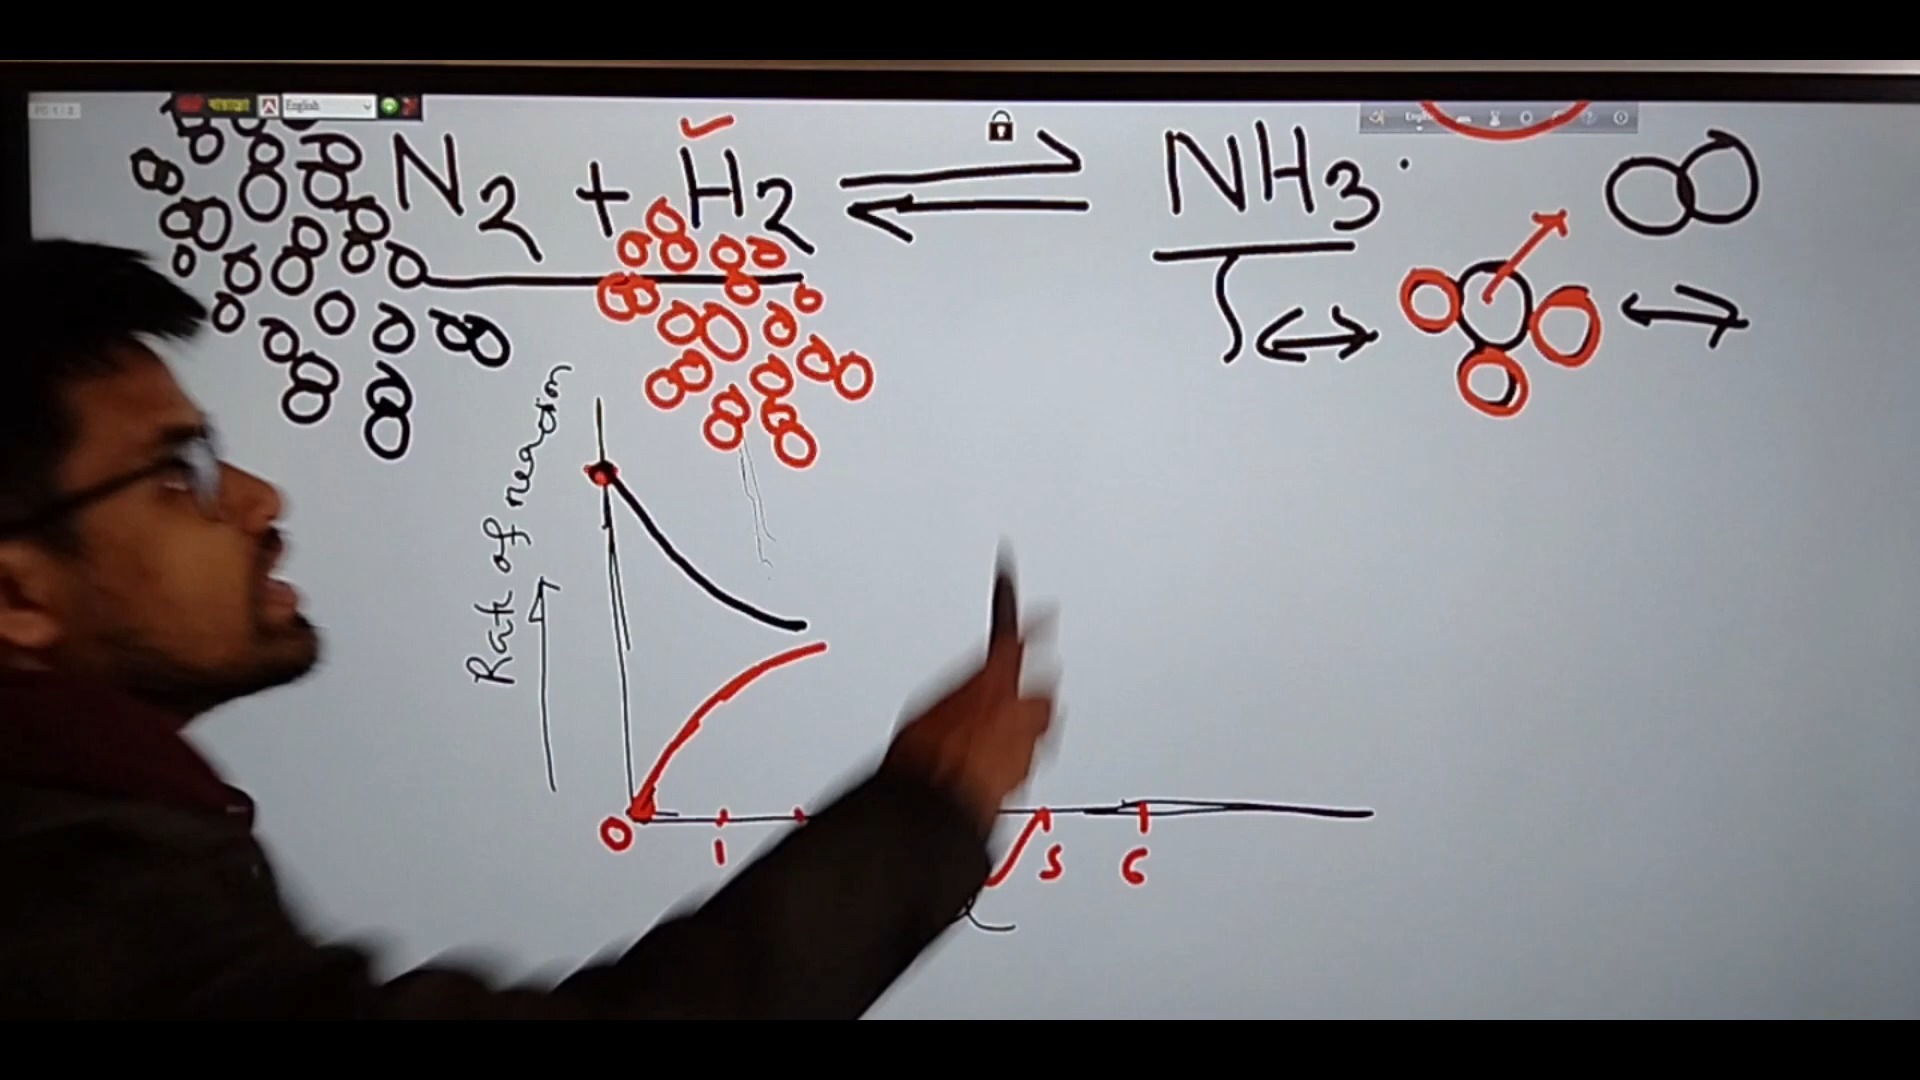 English
N2 + H2 ⇌ NH3
Rate of reaction
0 1 5 6